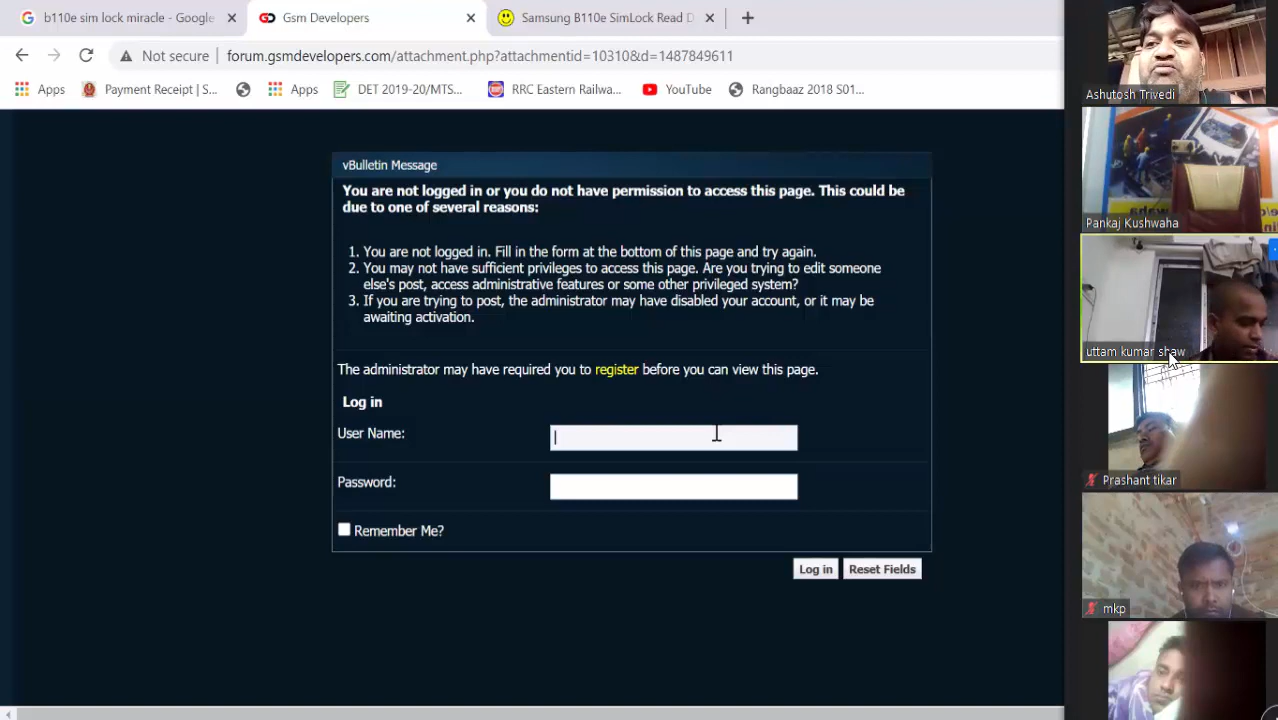 b110e sim lock miracle - Google
Gsm Developers
Samsung B110e SimLock Read D
Not secure
forum.gsmdevelopers.com/attachment.php?attachmentid=10310&d=1487849611
Apps
Payment Receipt | S...
Apps
DET 2019-20/MTS...
RRC Eastern Railwa...
YouTube
Rangbaaz 2018 S01...
vBulletin Message
You are not logged in or you do not have permission to access this page. This could be
due to one of several reasons:
1. You are not logged in. Fill in the form at the bottom of this page and try again.
2. You may not have sufficient privileges to access this page. Are you trying to edit someone
else's post, access administrative features or some other privileged system?
3. If you are trying to post, the administrator may have disabled your account, or it may be
awaiting activation.
The administrator may have required you to register before you can view this page.
Log in
User Name:
Password:
Remember Me?
Log in
Reset Fields
Ashutosh Trivedi
Pankaj Kushwaha
uttam kumar shaw
Prashant tikar
mkp